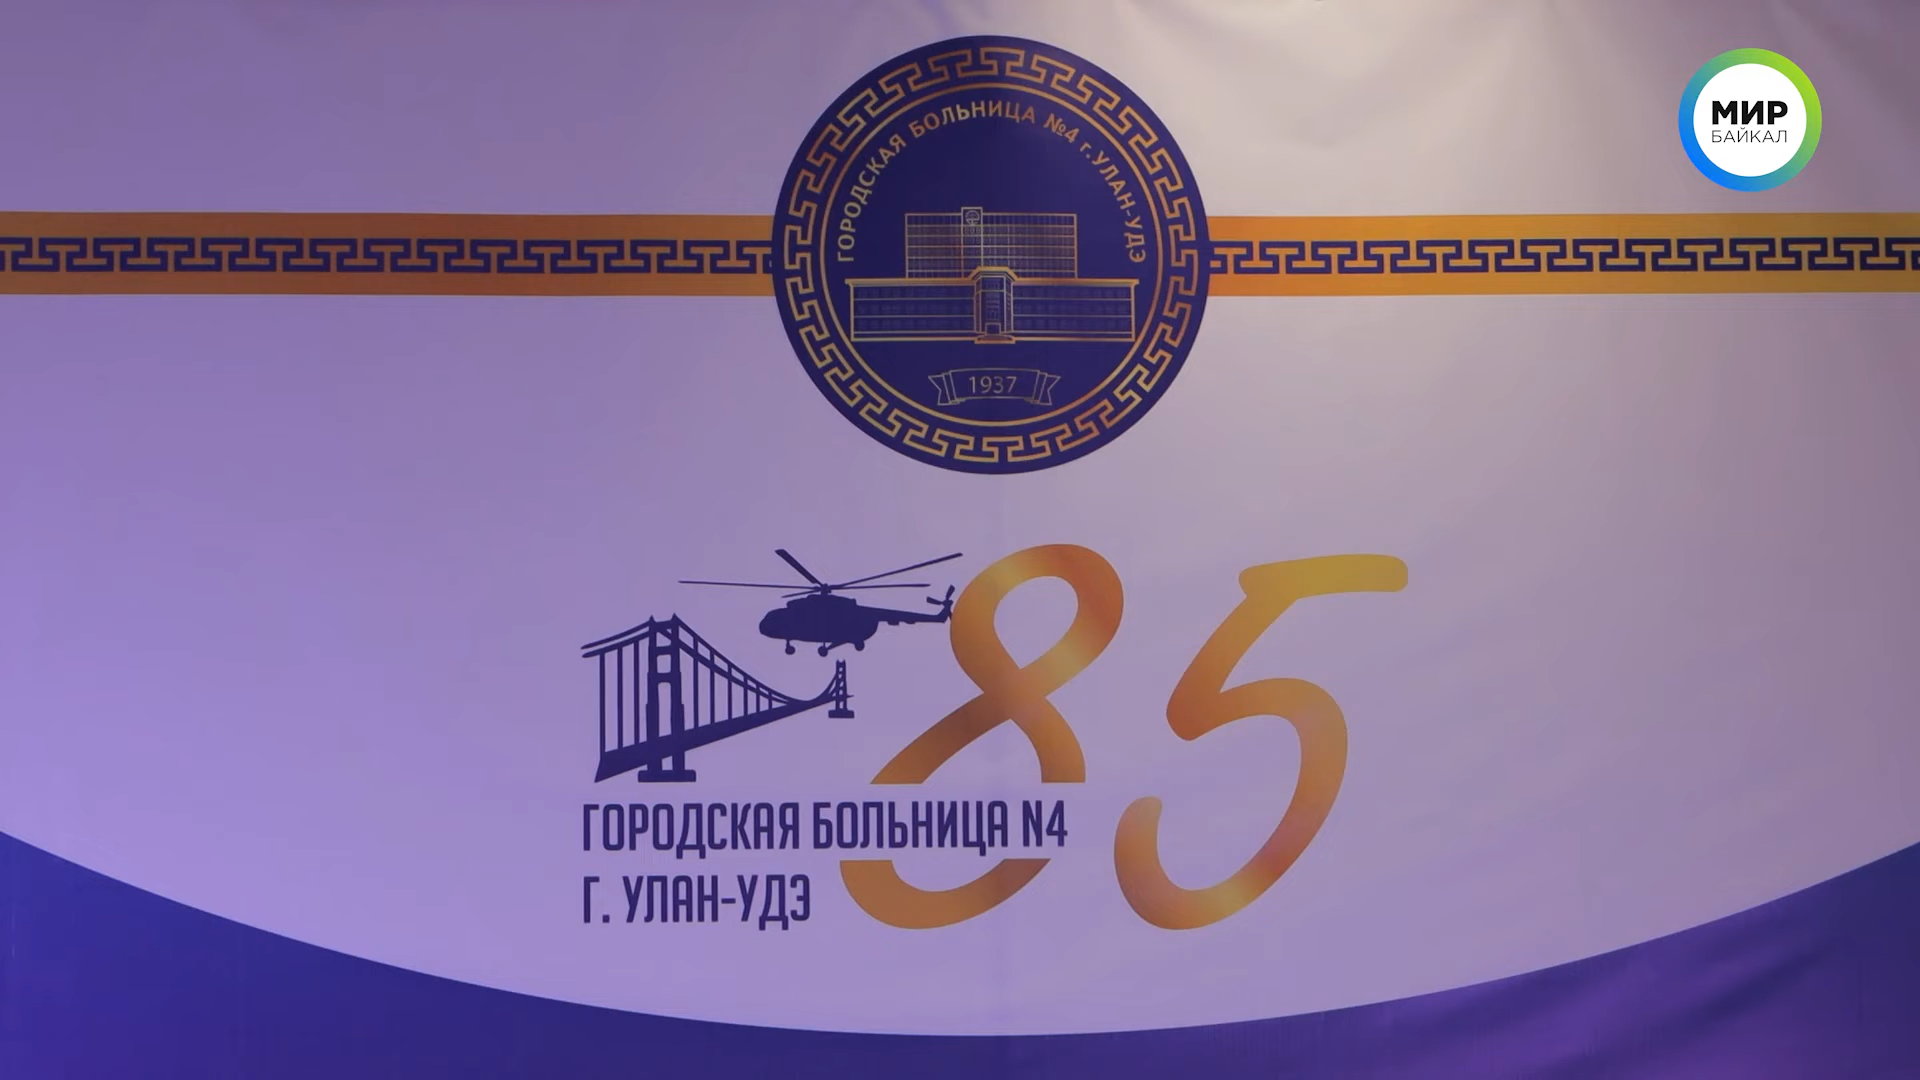 ГОРОДСКАЯ БОЛЬНИЦА №4 г.УЛАН-УДЭ
1937
МИР
БАЙКАЛ
85
ГОРОДСКАЯ БОЛЬНИЦА N4
Г. УЛАН-УДЭ